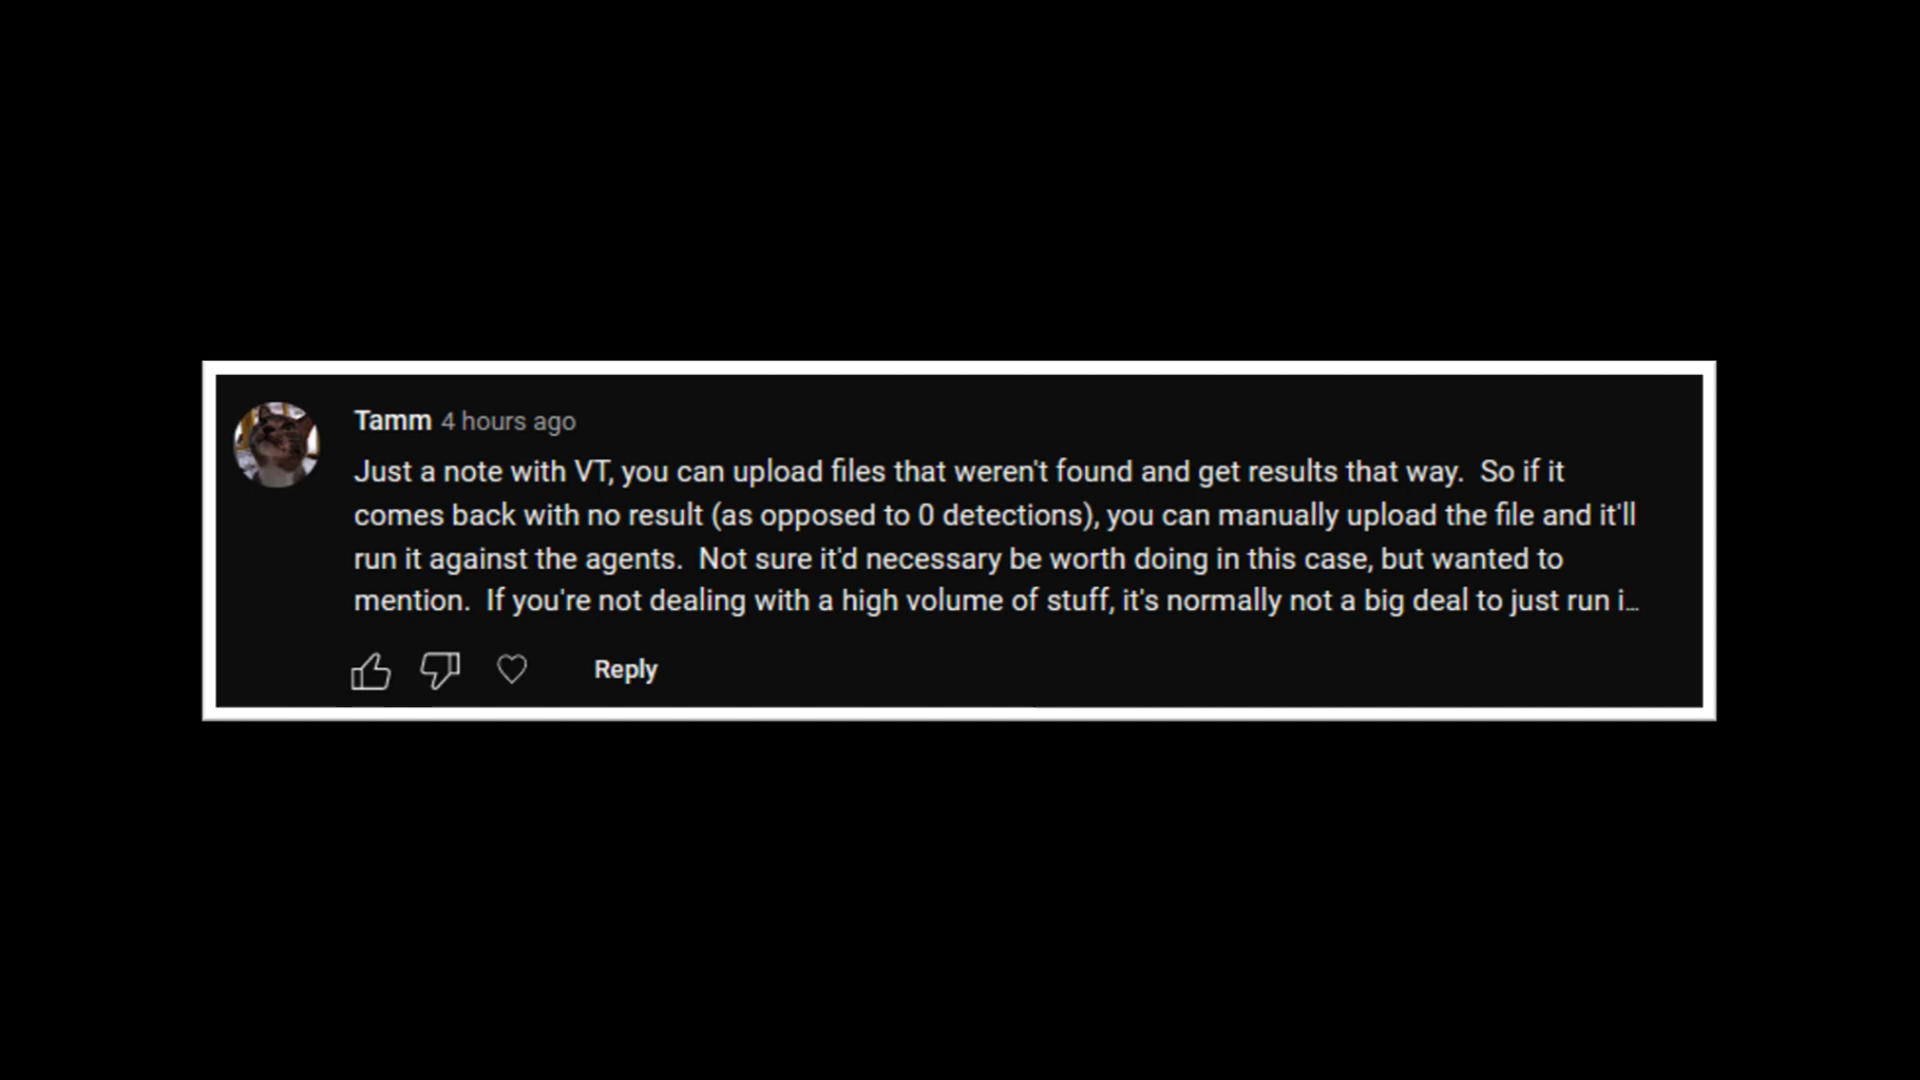 Tamm 4 hours ago
Just a note with VT, you can upload files that weren't found and get results that way.  So if it
comes back with no result (as opposed to 0 detections), you can manually upload the file and it'll
run it against the agents.  Not sure it'd necessary be worth doing in this case, but wanted to
mention.  If you're not dealing with a high volume of stuff, it's normally not a big deal to just run i...
Reply